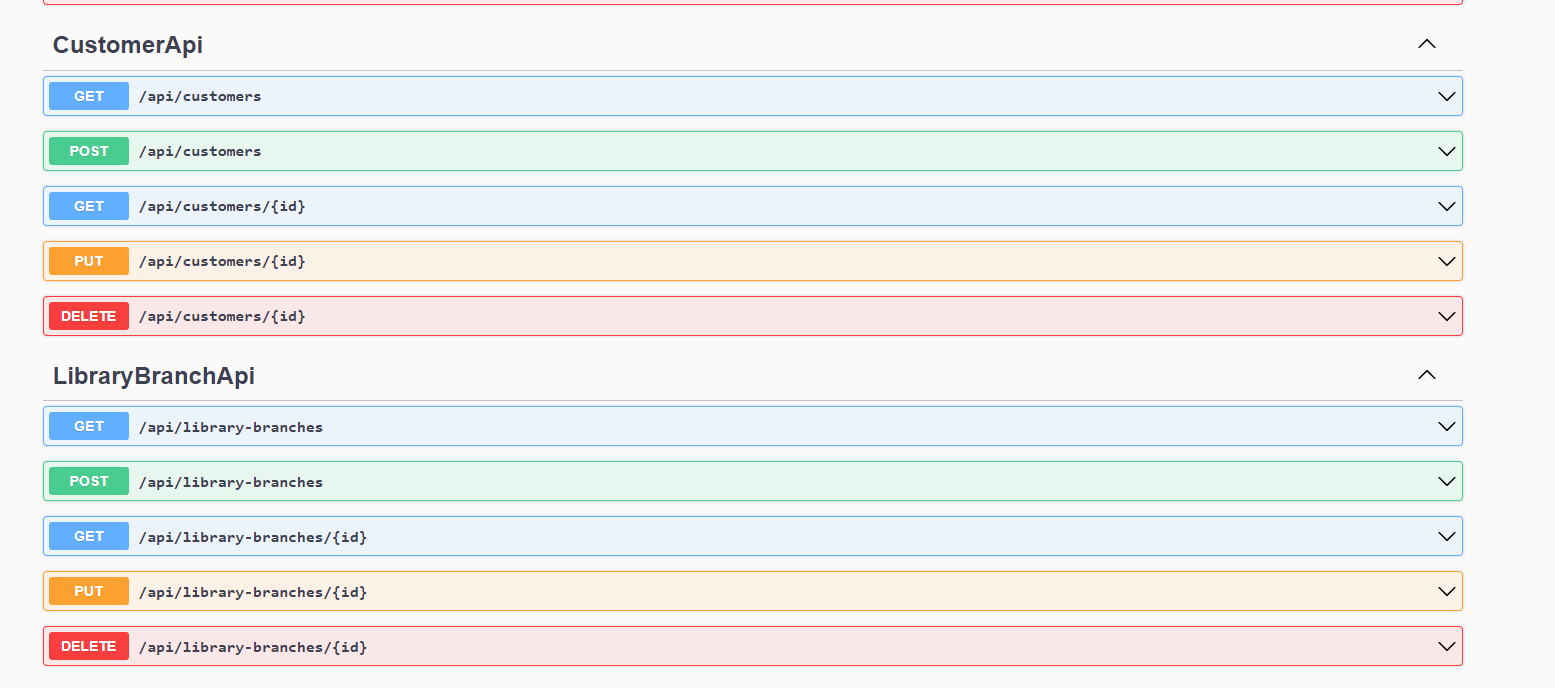 CustomerApi
GET /api/customers
POST /api/customers
GET /api/customers/{id}
PUT /api/customers/{id}
DELETE /api/customers/{id}
LibraryBranchApi
GET /api/library-branches
POST /api/library-branches
GET /api/library-branches/{id}
PUT /api/library-branches/{id}
DELETE /api/library-branches/{id}